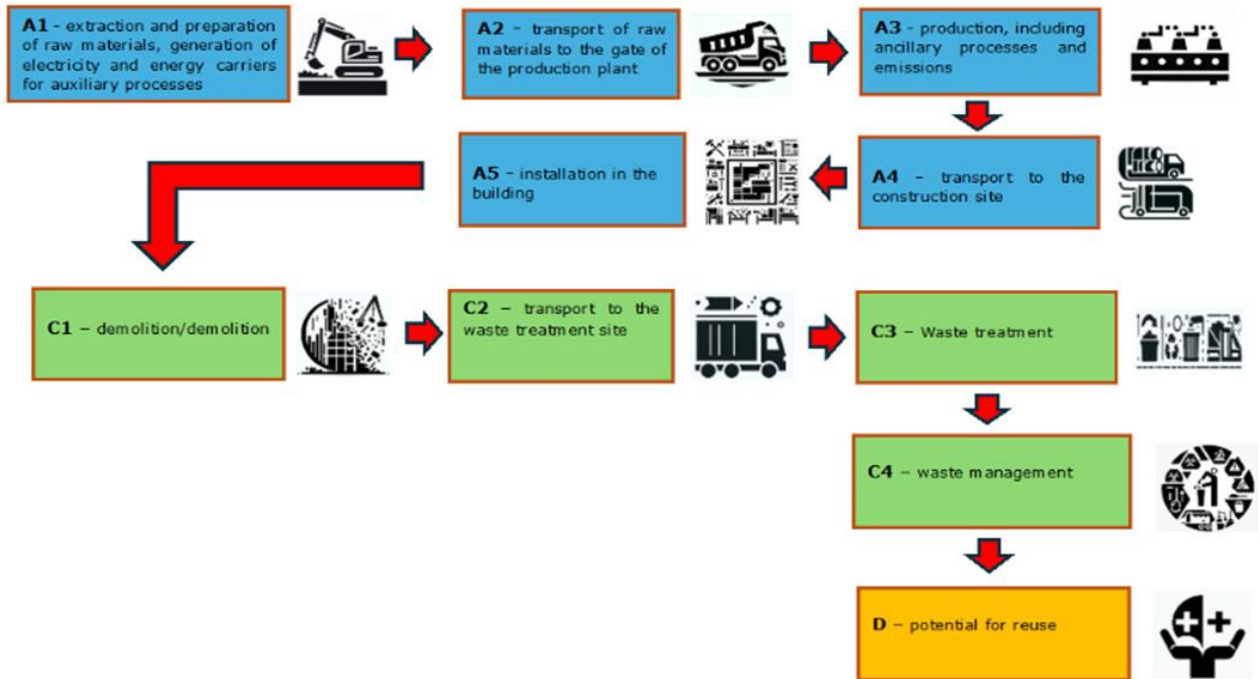 A1 - extraction and preparation
of raw materials, generation of
electricity and energy carriers
for auxiliary processes
A2 - transport of raw
materials to the gate of
the production plant
A3 - production, including
ancillary processes and
emissions
A5 - installation in the
building
A4 - transport to the
construction site
C1 – demolition/demolition
C2 – transport to the
waste treatment site
C3 – Waste treatment
C4 – waste management
D – potential for reuse